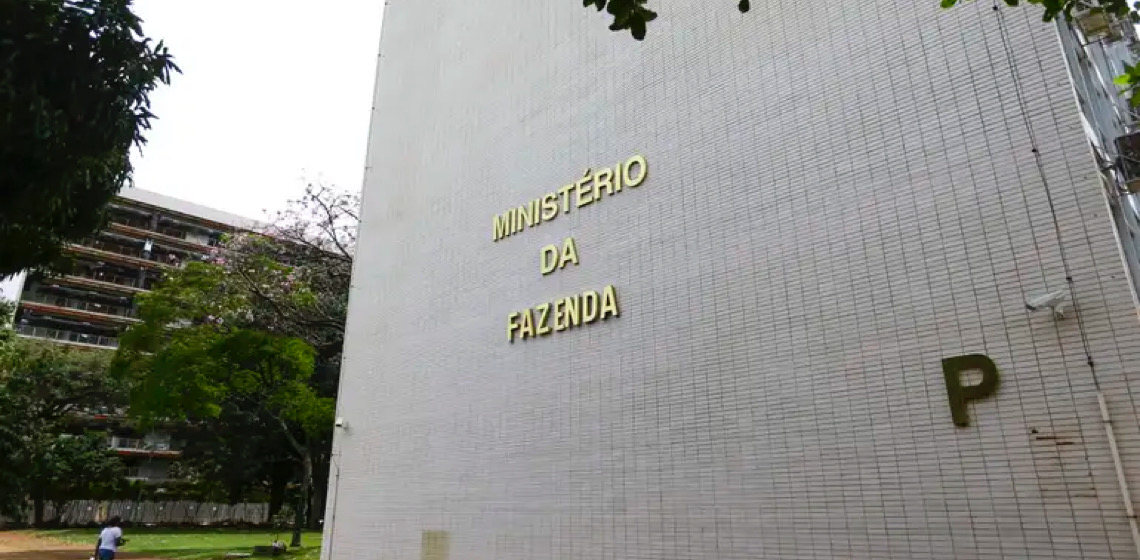 MINISTÉRIO
DA
FAZENDA
P